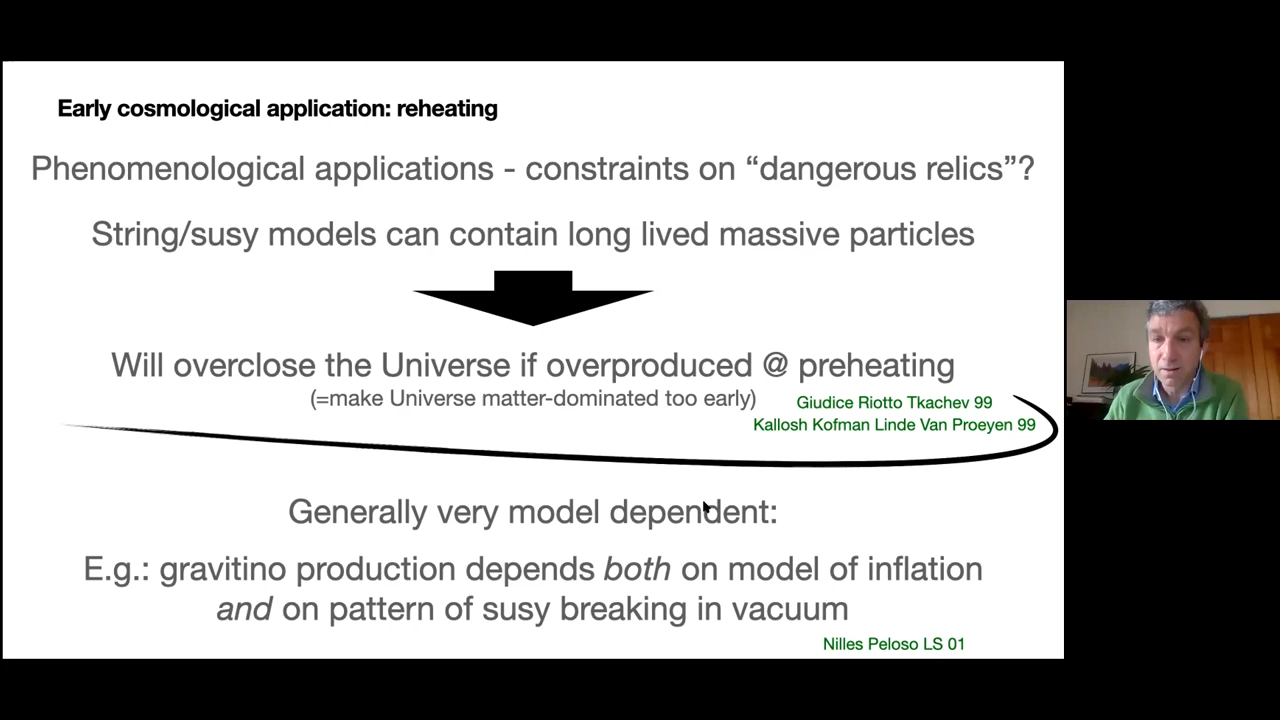 Early cosmological application: reheating
Phenomenological applications - constraints on “dangerous relics”?
String/susy models can contain long lived massive particles
Will overclose the Universe if overproduced @ preheating
(=make Universe matter-dominated too early)
Giudice Riotto Tkachev 99
Kallosh Kofman Linde Van Proeyen 99
Generally very model dependent:
E.g.: gravitino production depends both on model of inflation
and on pattern of susy breaking in vacuum
Nilles Peloso LS 01